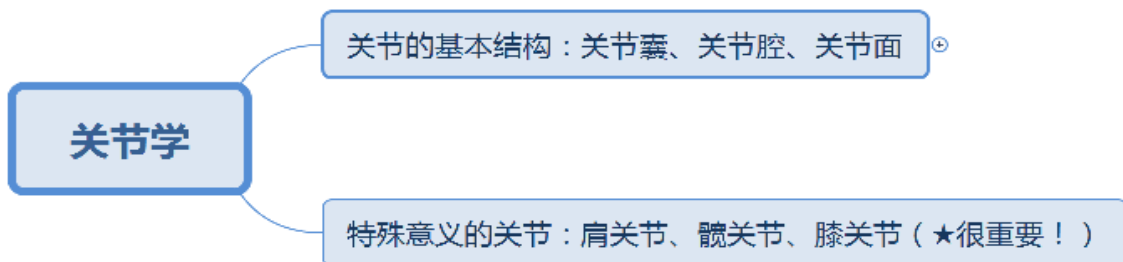 关节的基本结构：关节囊、关节腔、关节面
关节学
特殊意义的关节：肩关节、髋关节、膝关节（★很重要！）